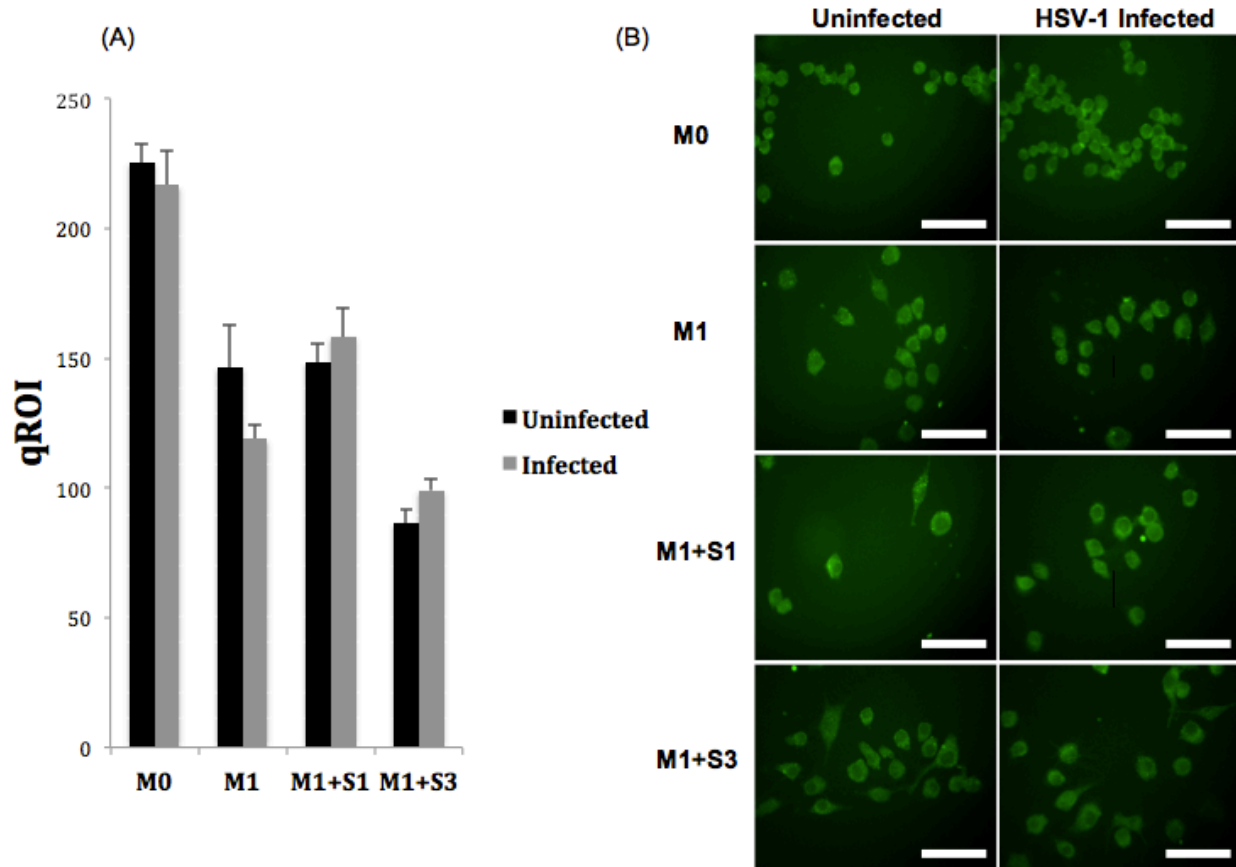 (A)
250
200
150
100
50
0
qROI
M0 M1 M1+S1 M1+S3
Uninfected
Infected
(B)
Uninfected HSV-1 Infected
M0
M1
M1+S1
M1+S3